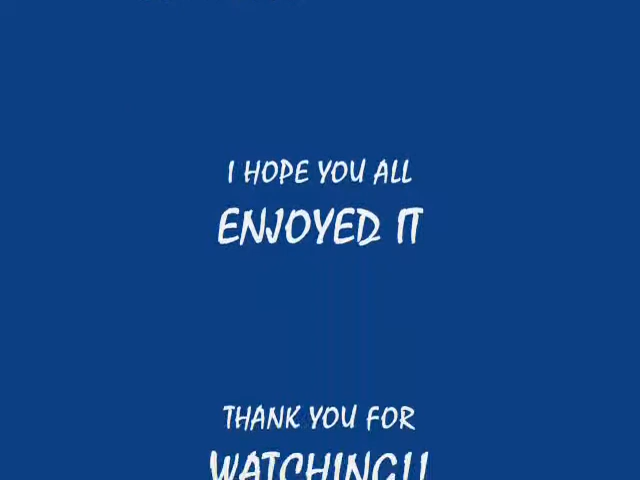 I HOPE YOU ALL
ENJOYED IT
THANK YOU FOR
WATCHING!!